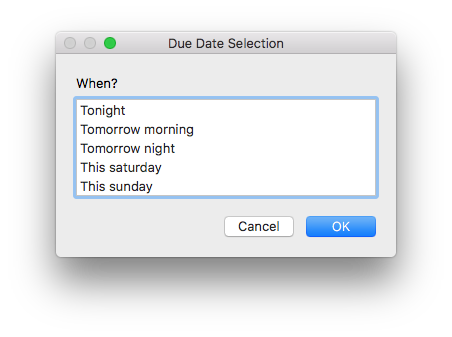 Due Date Selection
When?
Tonight
Tomorrow morning
Tomorrow night
This saturday
This sunday
Cancel OK